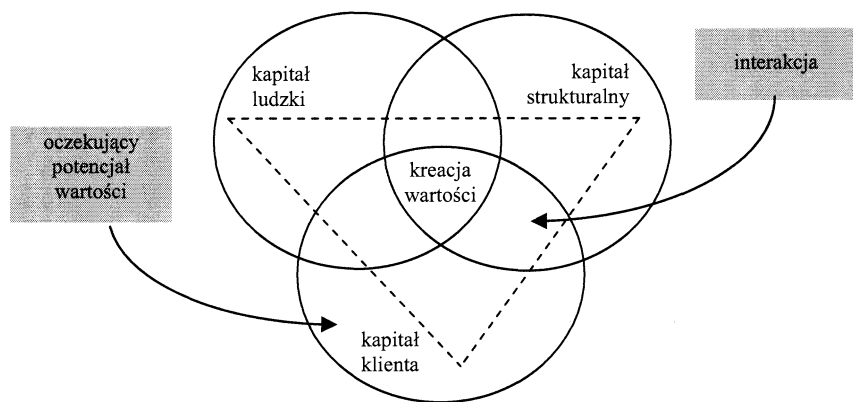 kapitał
ludzki
kapitał
strukturalny
interakcja
oczekujący
potencjał
wartości
kreacja
wartości
kapitał
klienta